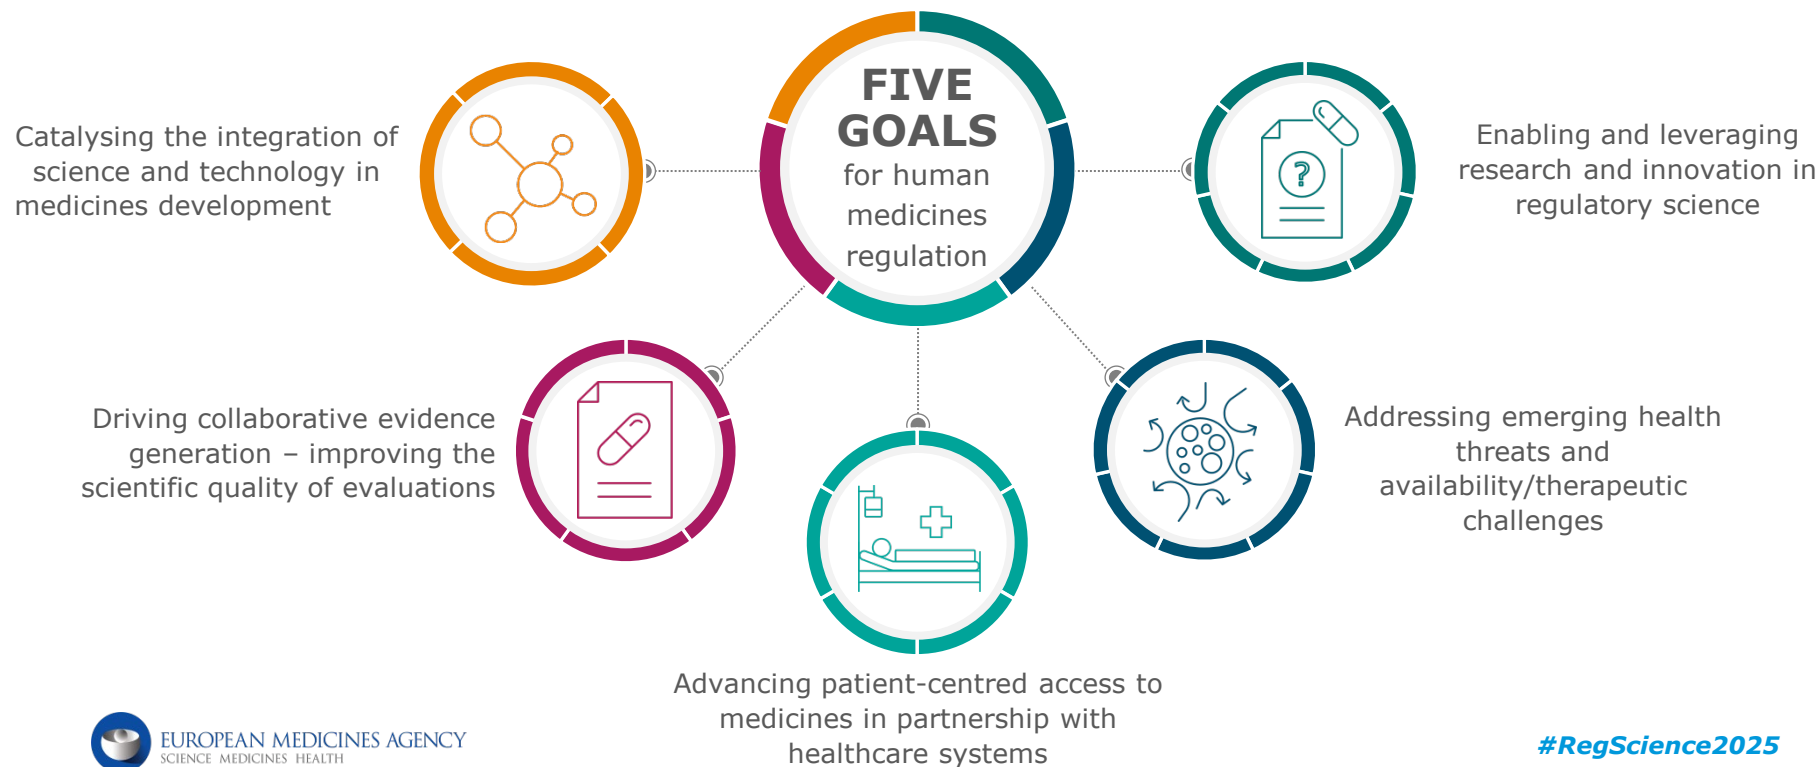 FIVE
GOALS
for human
medicines
regulation
Catalysing the integration of
science and technology in
medicines development
?
Enabling and leveraging
research and innovation in
regulatory science
Driving collaborative evidence
generation – improving the
scientific quality of evaluations
Addressing emerging health
threats and
availability/therapeutic
challenges
Advancing patient-centred access to
medicines in partnership with
healthcare systems
EUROPEAN MEDICINES AGENCY
SCIENCE MEDICINES HEALTH
#RegScience2025